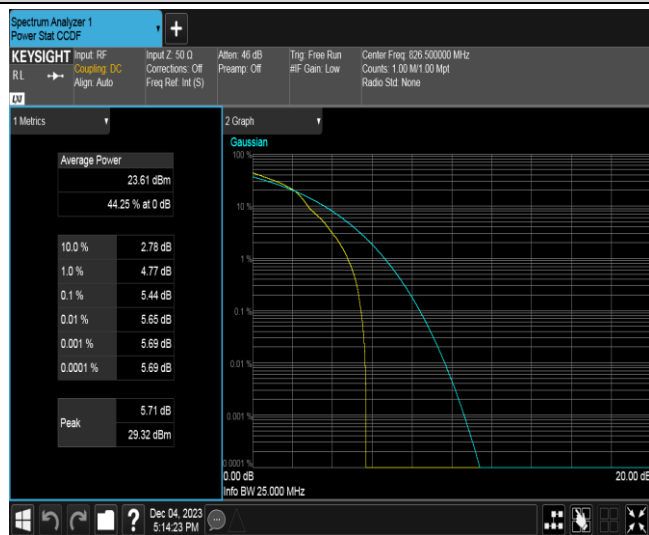 Spectrum Analyzer 1
Power Stat CCDF
+
KEYSIGHT Input: RF Input Z: 50 Ω Atten: 46 dB Trig: Free Run Center Freq: 826.500000 MHz
RL Coupling: DC Corrections: Off Preamp: Off #IF Gain: Low Counts: 1.00 M/1.00 Mpt
Align: Auto Freq Ref: Int (S) Radio Std: None
LXI
1 Metrics
Average Power
23.61 dBm
44.25 % at 0 dB
10.0 % 2.78 dB
1.0 % 4.77 dB
0.1 % 5.44 dB
0.01 % 5.65 dB
0.001 % 5.69 dB
0.0001 % 5.69 dB
Peak 5.71 dB
29.32 dBm
2 Graph
Gaussian
100 %
10 %
1 %
0.1 %
0.01 %
0.001 %
0.0001 %
0.00 dB 20.00 dB
Info BW 25.000 MHz
? Dec 04, 2023
5:14:23 PM